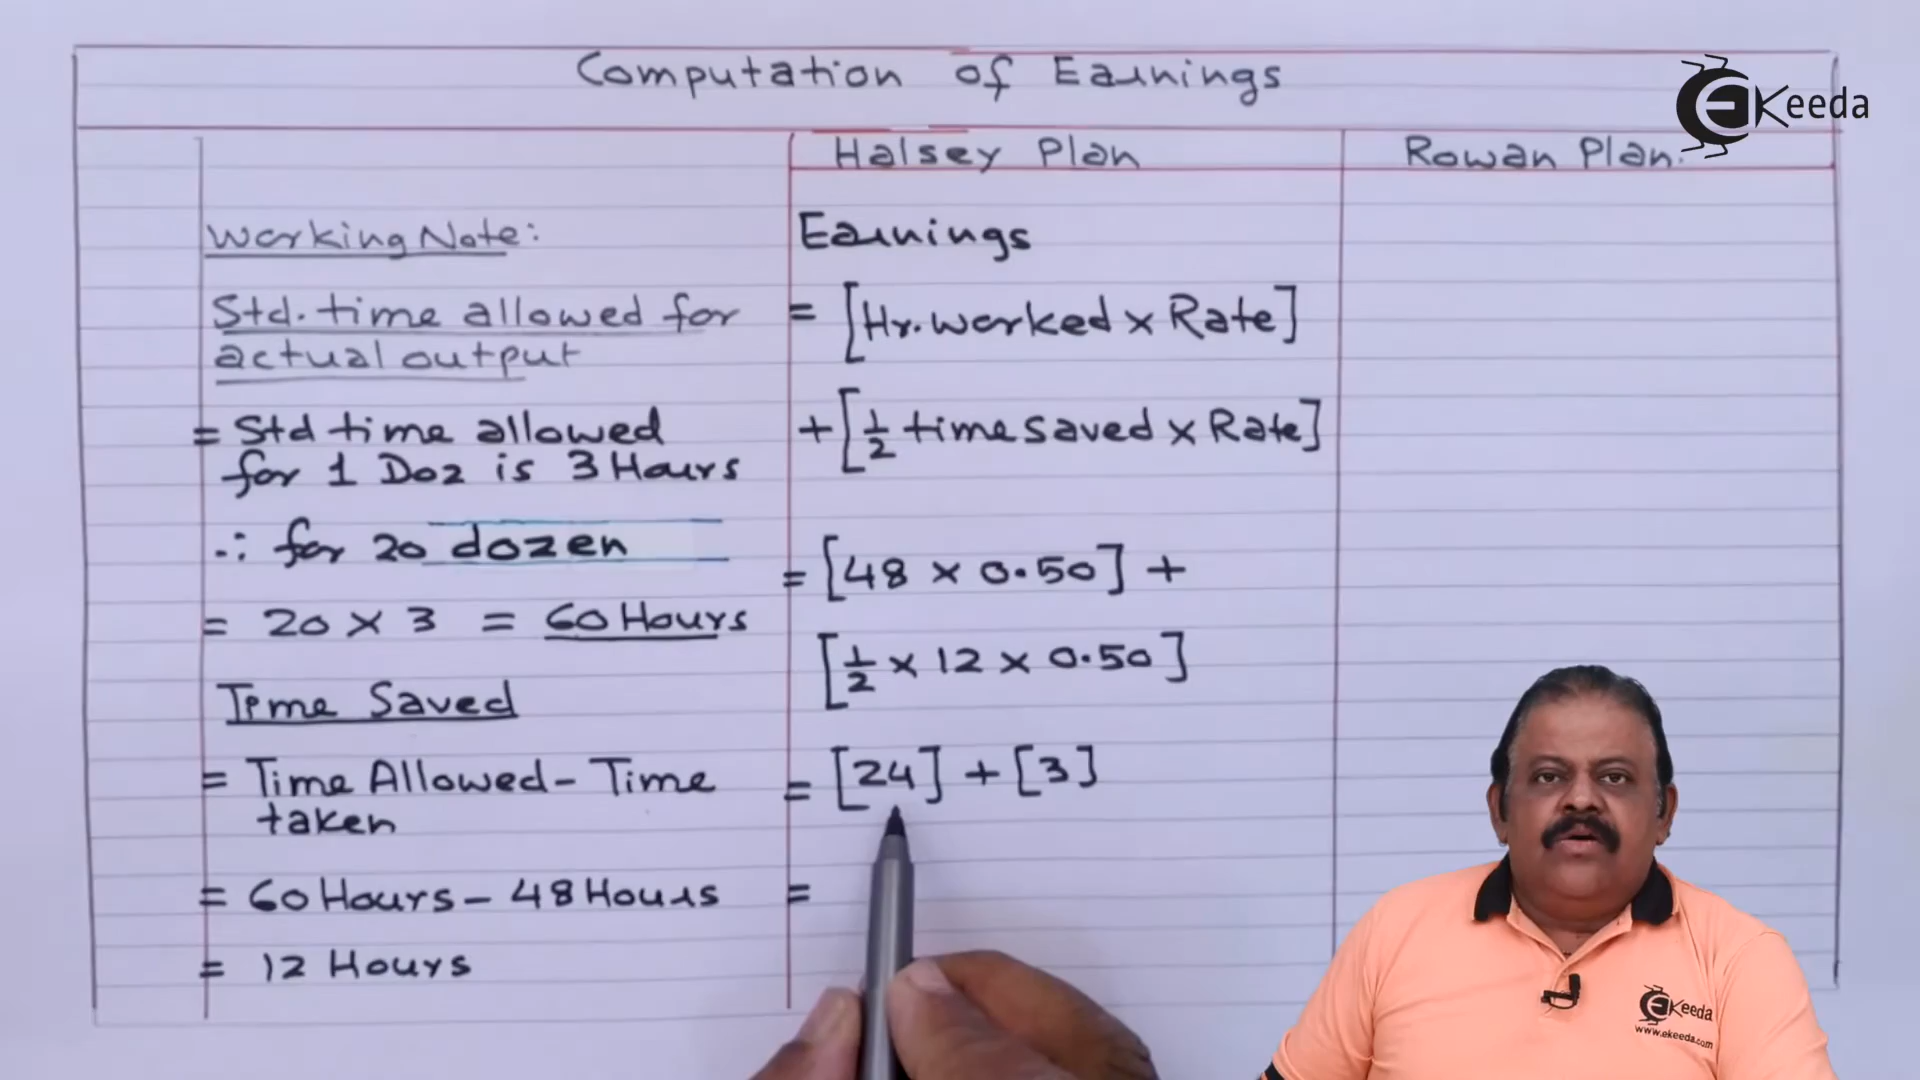 Computation of Earnings
eKeeda
Halsey Plan
Rowan Plan.
Working Note:
Std. time allowed for
actual output
= Std time allowed
for 1 Doz is 3 Hours
∴ for 20 dozen
= 20 × 3 = 60 Hours
Time Saved
= Time Allowed - Time
taken
= 60 Hours - 48 Hours
= 12 Hours
Earnings
= [Hr. worked × Rate]
+ [1/2 time saved × Rate]
= [48 × 0.50] +
[1/2 × 12 × 0.50]
= [24] + [3]
=
eKeeda
www.ekeeda.com